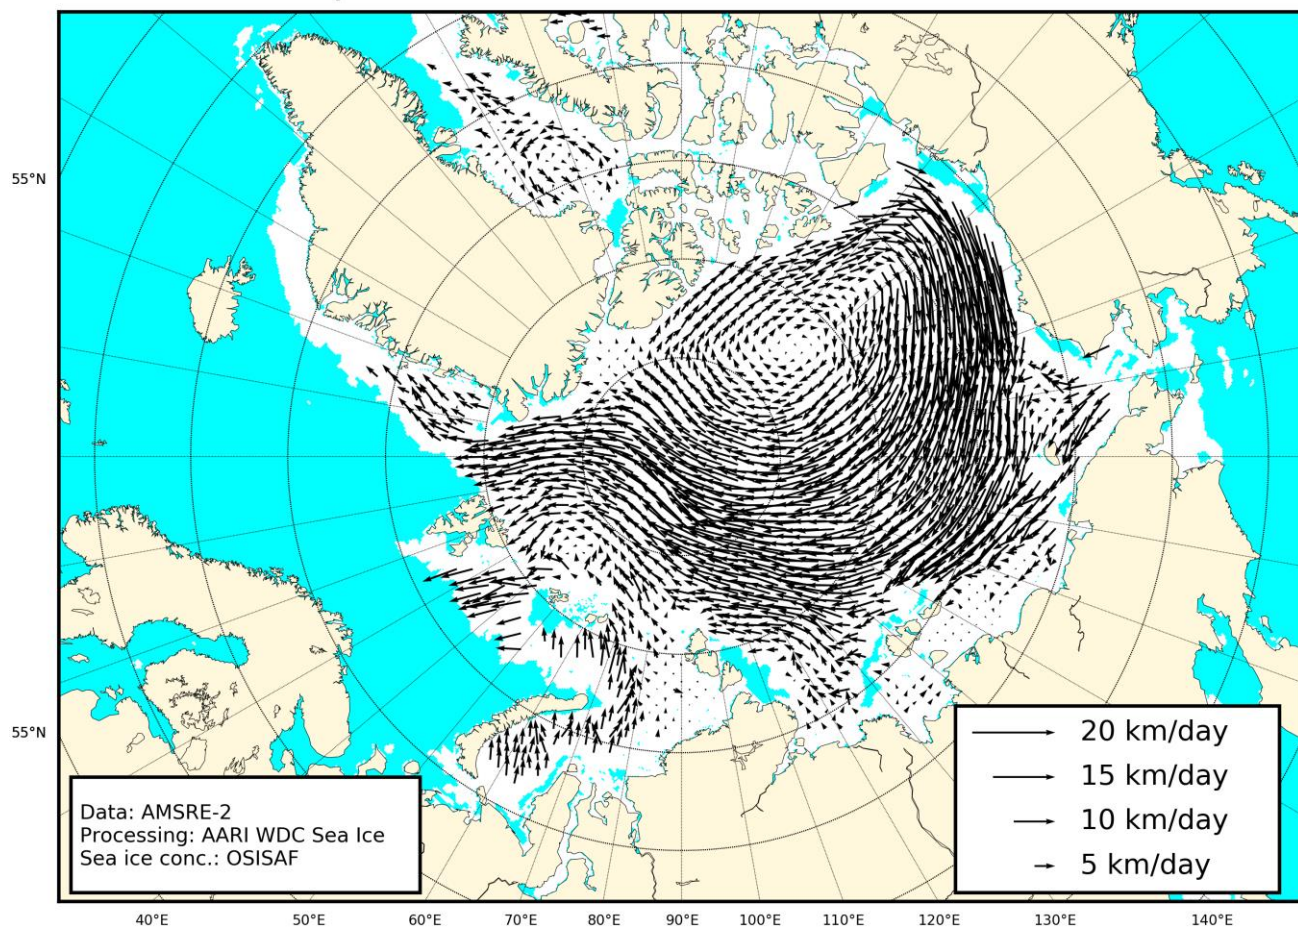 55°N
55°N
Data: AMSRE-2
Processing: AARI WDC Sea Ice
Sea ice conc.: OSISAF
20 km/day
15 km/day
10 km/day
5 km/day
40°E 50°E 60°E 70°E 80°E 90°E 100°E 110°E 120°E 130°E 140°E